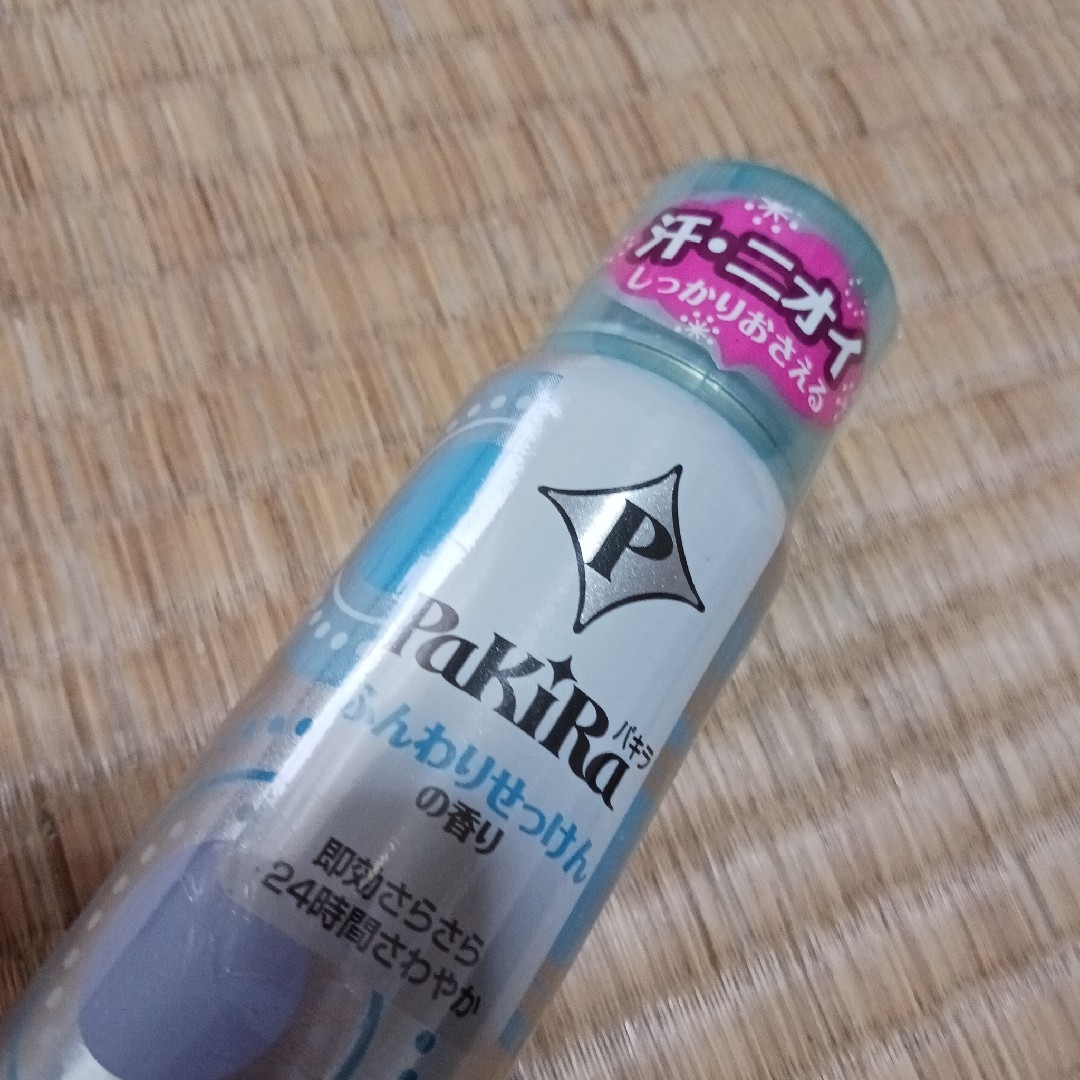 汗・ニオイ
しっかりおさえる
P
PaKiRa
パキラ
ふんわりせっけん
の香り
即効さらさら
24時間さわやか